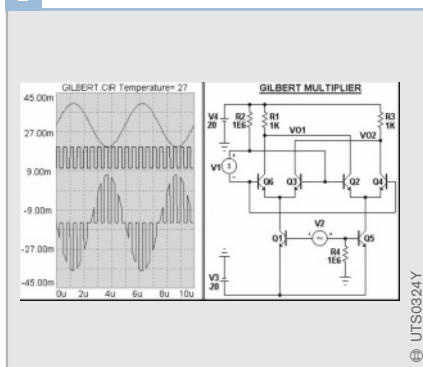 GILBERT.CIR Temperature= 27
45.00m
27.00m
9.00m
-9.00m
-27.00m
-45.00m
0u 2u 4u 6u 8u 10u
GILBERT MULTIPLIER
V4
20
R2
1E6
R1
1K
R3
1K
VO1
VO2
V1
Q6
Q3
Q2
Q4
V2
Q1
Q5
R4
1E6
V3
-20
@ UTS0324Y